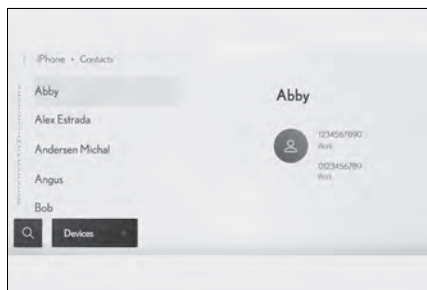 iPhone • Contacts
Abby
Alex Estrada
Andersen Michal
Angus
Bob
Devices
Abby
1234567890
Work
0123456789
Work